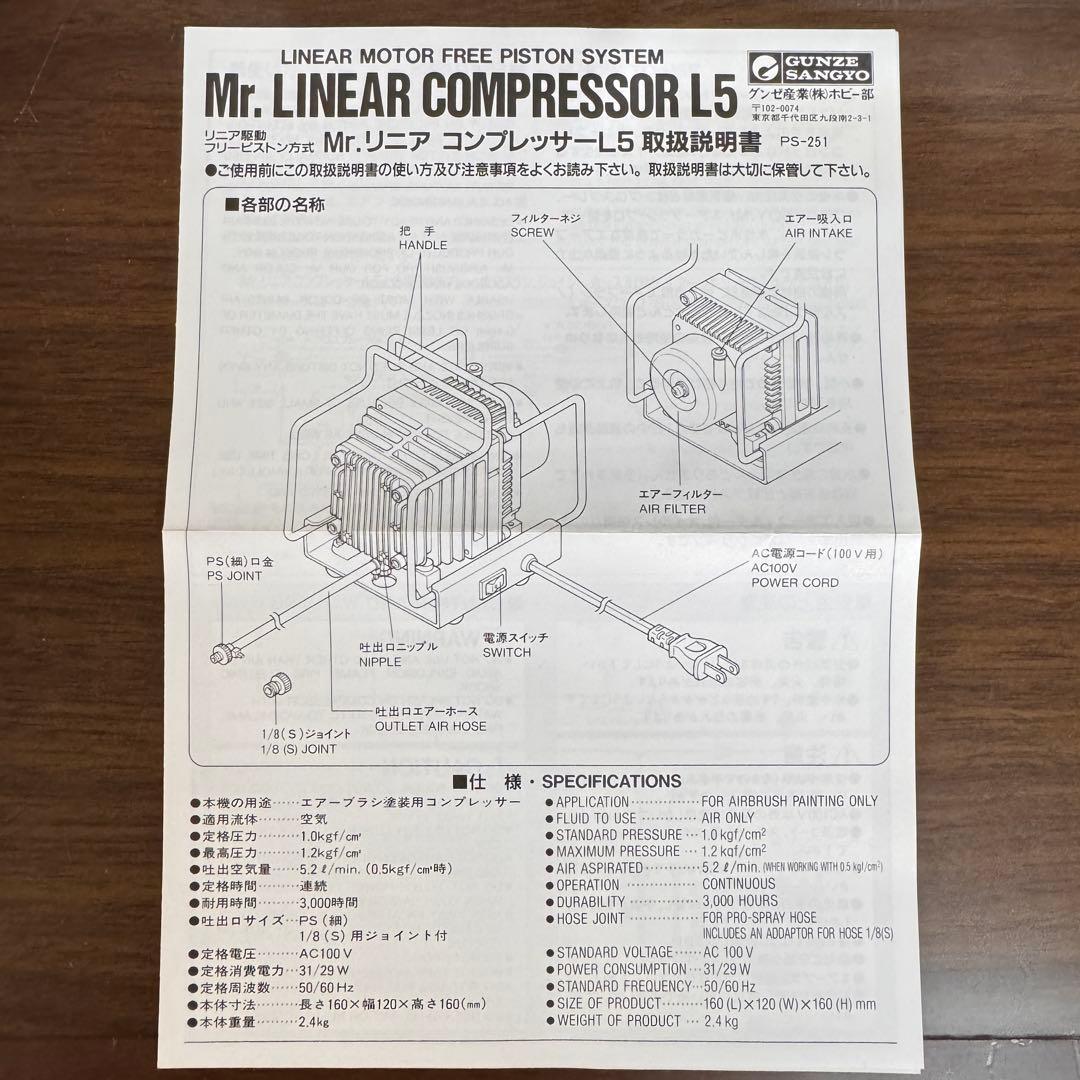 LINEAR MOTOR FREE PISTON SYSTEM
Mr. LINEAR COMPRESSOR L5
GUNZE
SANGYO
グンゼ産業(株)ホビー部
〒102-0074
東京都千代田区九段南2-3-1
リニア駆動
フリーピストン方式
Mr.リニア コンプレッサーL5 取扱説明書 PS-251
●ご使用前にこの取扱説明書の使い方及び注意事項をよくお読み下さい。取扱説明書は大切に保管して下さい。
■各部の名称
把 手
HANDLE
フィルターネジ
SCREW
エアー吸入口
AIR INTAKE
エアーフィルター
AIR FILTER
PS(細)口金
PS JOINT
AC電源コード(100V用)
AC100V
POWER CORD
吐出口ニップル
NIPPLE
電源スイッチ
SWITCH
吐出口エアーホース
OUTLET AIR HOSE
1/8(S)ジョイント
1/8 (S) JOINT
■仕 様・SPECIFICATIONS
●本機の用途……エアーブラシ塗装用コンプレッサー
●適用流体……空気
●定格圧力……1.0kgf/cm²
●最高圧力……1.2kgf/cm²
●吐出空気量……5.2ℓ/min.(0.5kgf/cm²時)
●定格時間……連続
●耐用時間……3,000時間
●吐出口サイズ…PS(細)
1/8(S)用ジョイント付
●定格電圧……AC100V
●定格消費電力…31/29W
●定格周波数……50/60Hz
●本体寸法……長さ160×幅120×高さ160(mm)
●本体重量……2.4kg
●APPLICATION……………FOR AIRBRUSH PAINTING ONLY
●FLUID TO USE…………AIR ONLY
●STANDARD PRESSURE…1.0 kgf/cm²
●MAXIMUM PRESSURE…1.2 kgf/cm²
●AIR ASPIRATED…………5.2 ℓ/min. (WHEN WORKING WITH 0.5 kgl/cm²)
●OPERATION……………CONTINUOUS
●DURABILITY……………3,000 HOURS
●HOSE JOINT……………FOR PRO-SPRAY HOSE
INCLUDES AN ADDAPTOR FOR HOSE 1/8(S)
●STANDARD VOLTAGE……AC 100V
●POWER CONSUMPTION…31/29W
●STANDARD FREQUENCY…50/60Hz
●SIZE OF PRODUCT………160(L)×120(W)×160(H)mm
●WEIGHT OF PRODUCT…2.4kg